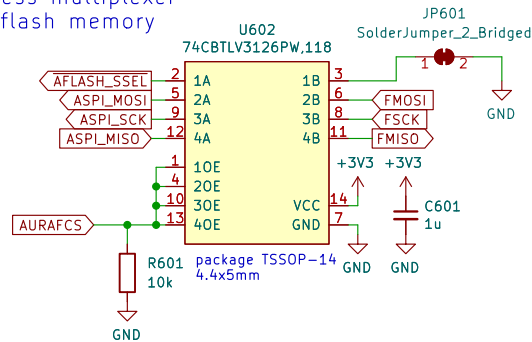 ess multiplexer
flash memory
JP601
SolderJumper_2_Bridged
1 2
GND
U602
74CBTLV3126PW,118
AFLASH_SSEL 2 1A 1B 3
ASPI_MOSI 5 2A 2B 6 FMOSI
ASPI_SCK 9 3A 3B 8 FSCK
ASPI_MISO 12 4A 4B 11 FMISO
1 1OE
4 2OE
10 3OE VCC 14
AURAFCS 13 4OE GND 7
+3V3 +3V3
C601
1u
GND GND
package TSSOP-14
4.4x5mm
R601
10k
GND